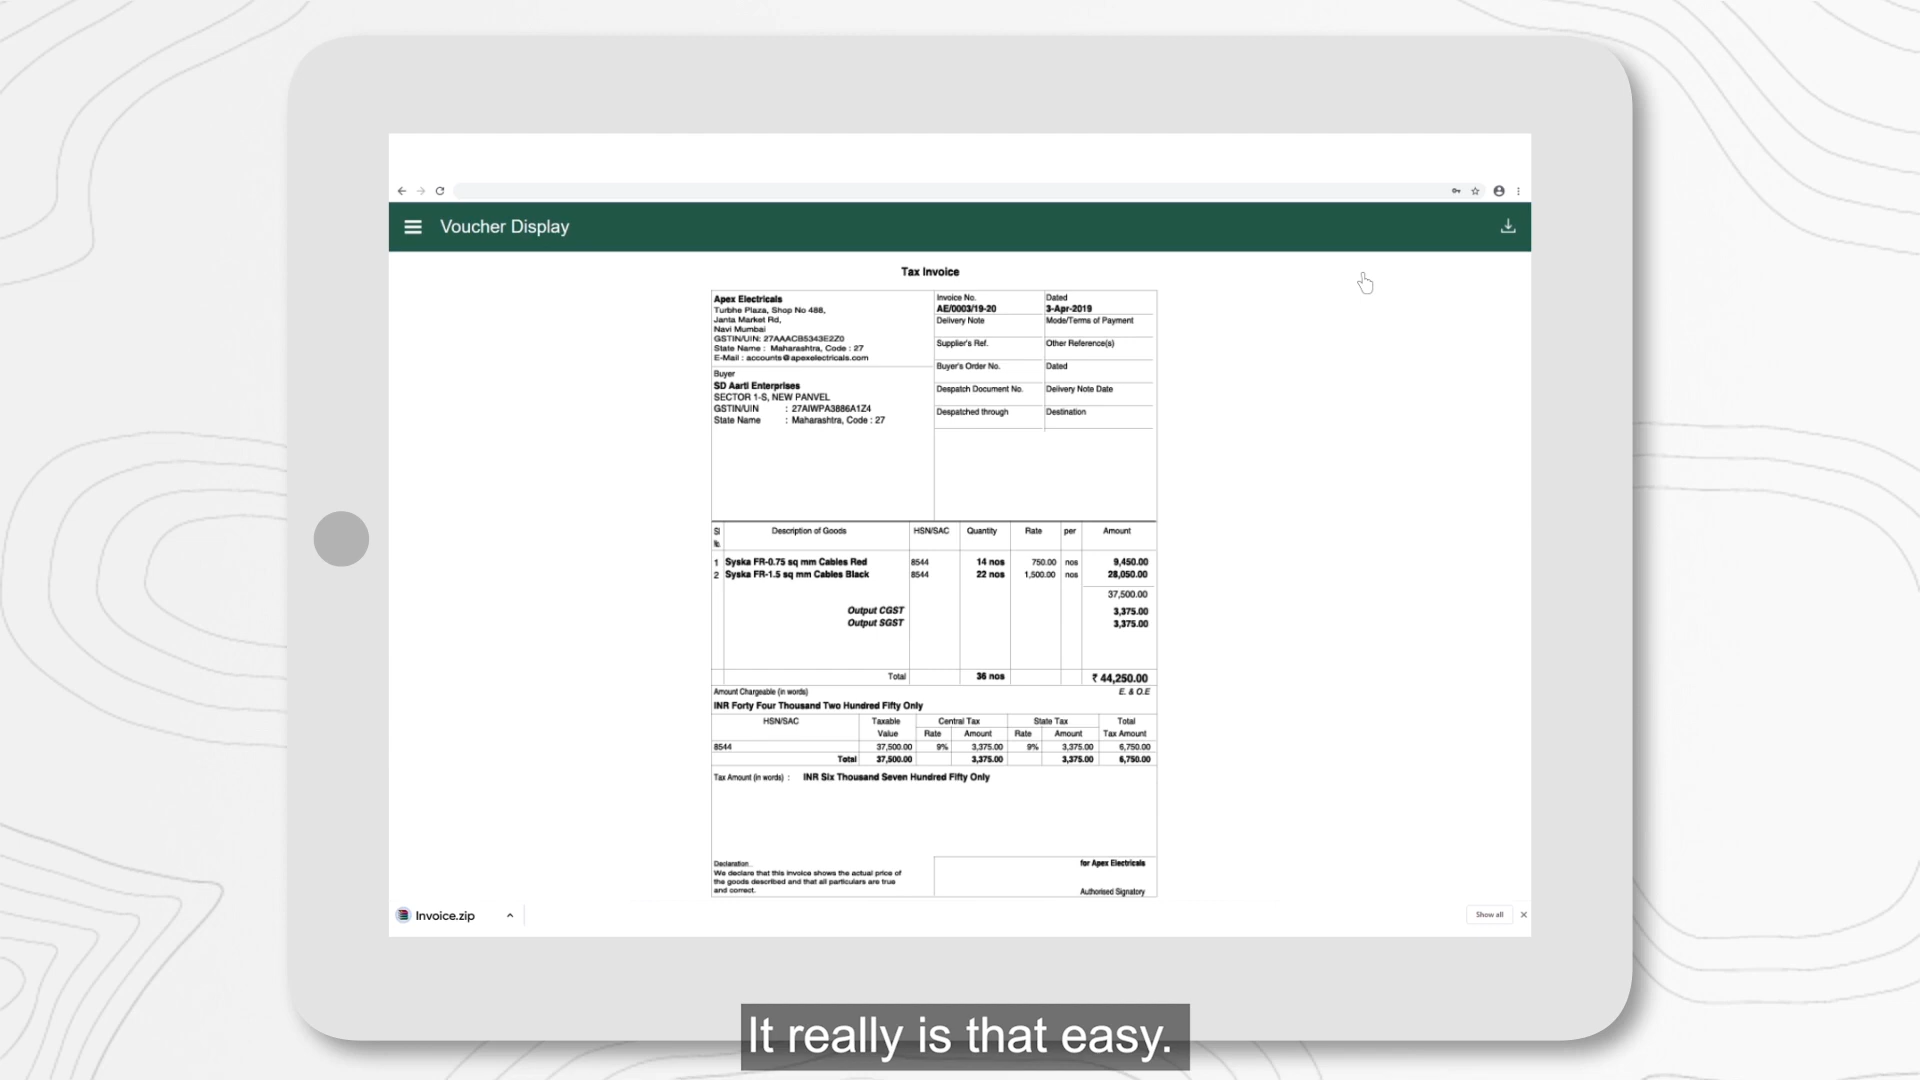 Voucher Display
Tax Invoice
Apex Electricals
Turbhe Plaza, Shop No 488,
Janta Market Rd,
Navi Mumbai
GSTIN/UIN: 27AAACB5343E2Z0
State Name : Maharashtra, Code : 27
E-Mail : accounts@apexelectricals.com
Invoice No. Dated
AE/0003/19-20 3-Apr-2019
Delivery Note Mode/Terms of Payment
Supplier's Ref. Other Reference(s)
Buyer's Order No. Dated
Despatch Document No. Delivery Note Date
Despatched through Destination
Buyer
SD Aarti Enterprises
SECTOR 1-S, NEW PANVEL
GSTIN/UIN : 27AIWPA3886A1Z4
State Name : Maharashtra, Code : 27
Sl Description of Goods HSN/SAC Quantity Rate per Amount
1 Syska FR-0.75 sq mm Cables Red 8544 14 nos 750.00 nos 9,450.00
2 Syska FR-1.5 sq mm Cables Black 8544 22 nos 1,500.00 nos 28,050.00
37,500.00
Output CGST 3,375.00
Output SGST 3,375.00
Total 36 nos ₹ 44,250.00
Amount Chargeable (in words) E. & O.E
INR Forty Four Thousand Two Hundred Fifty Only
HSN/SAC Taxable Central Tax State Tax Total
Value Rate Amount Rate Amount Tax Amount
8544 37,500.00 9% 3,375.00 9% 3,375.00 6,750.00
Total 37,500.00 3,375.00 3,375.00 6,750.00
Tax Amount (in words) : INR Six Thousand Seven Hundred Fifty Only
Declaration
We declare that this invoice shows the actual price of
the goods described and that all particulars are true
and correct.
for Apex Electricals
Authorised Signatory
Invoice.zip
Show all
It really is that easy.